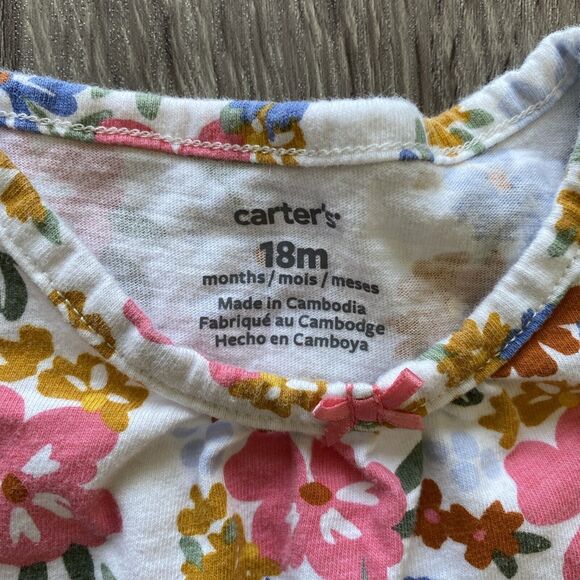 carter's
18m
months/mois/meses
Made in Cambodia
Fabriqué au Cambodge
Hecho en Camboya